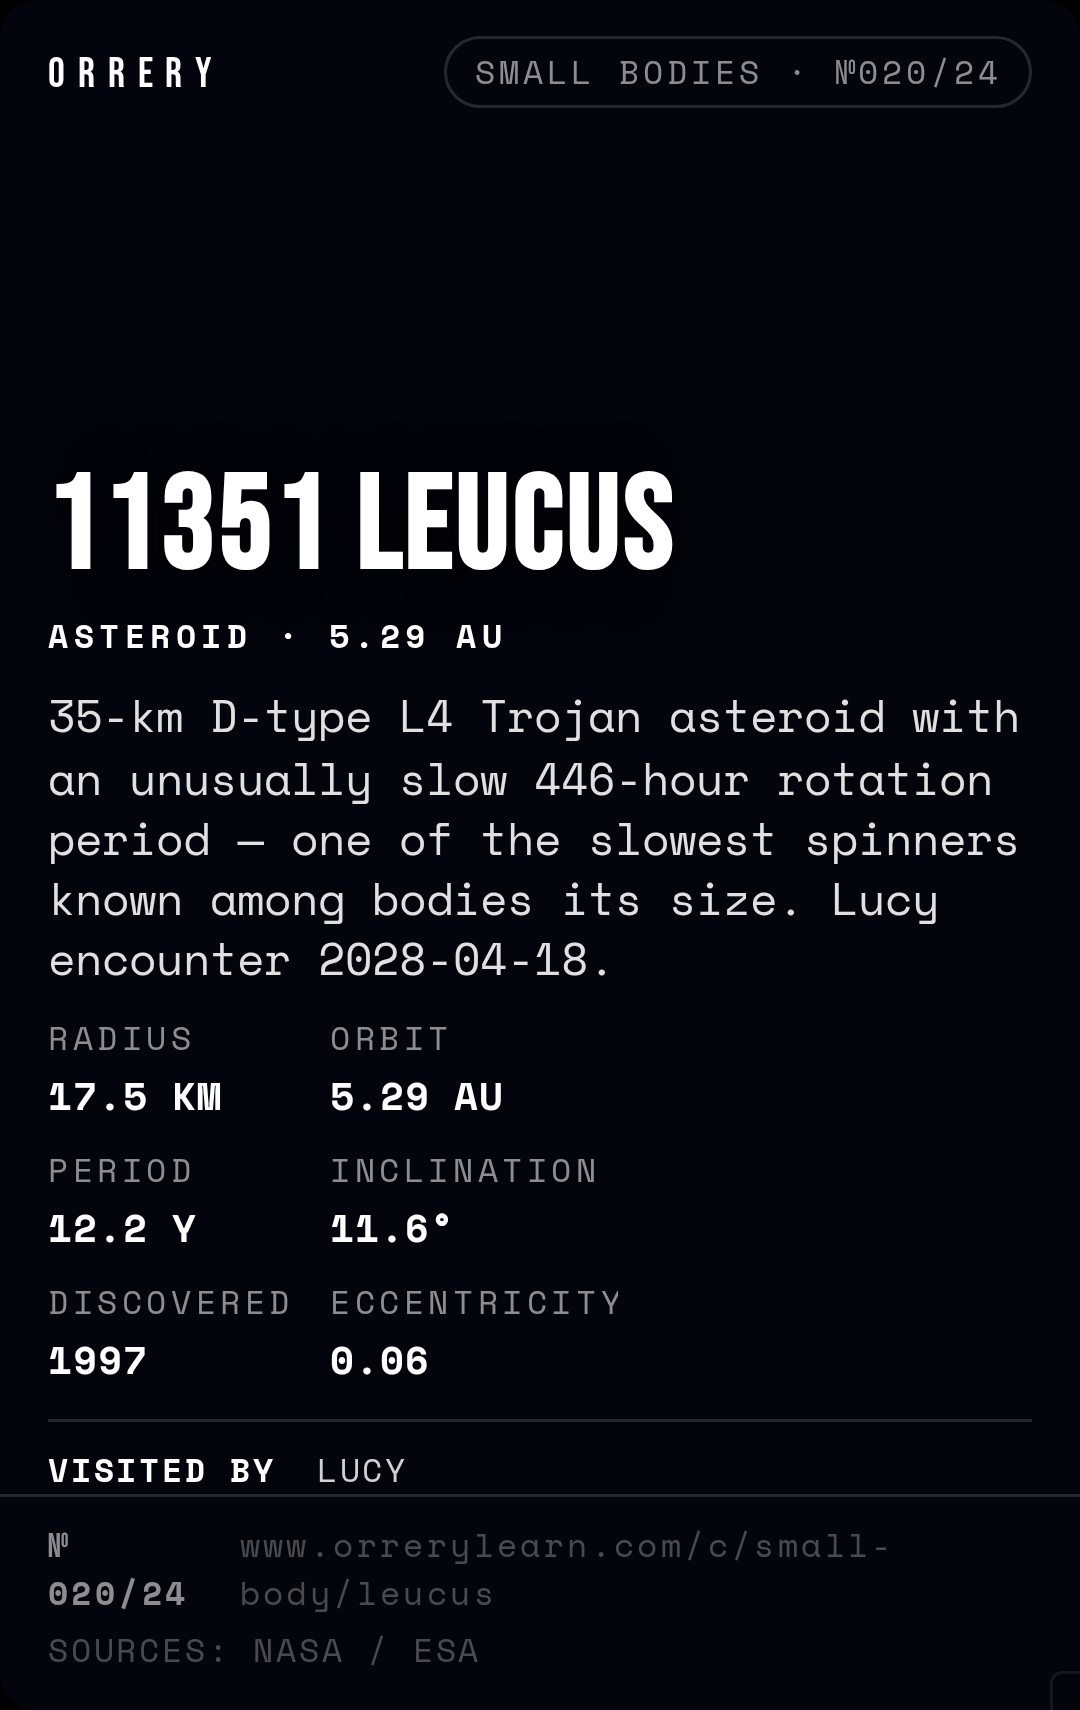 ORRERY
SMALL BODIES · №020/24
11351 LEUCUS
ASTEROID · 5.29 AU
35-km D-type L4 Trojan asteroid with
an unusually slow 446-hour rotation
period — one of the slowest spinners
known among bodies its size. Lucy
encounter 2028-04-18.
RADIUS ORBIT
17.5 KM 5.29 AU
PERIOD INCLINATION
12.2 Y 11.6°
DISCOVERED ECCENTRICITY
1997 0.06
VISITED BY LUCY
№
020/24
www.orrerylearn.com/c/small-
body/leucus
SOURCES: NASA / ESA